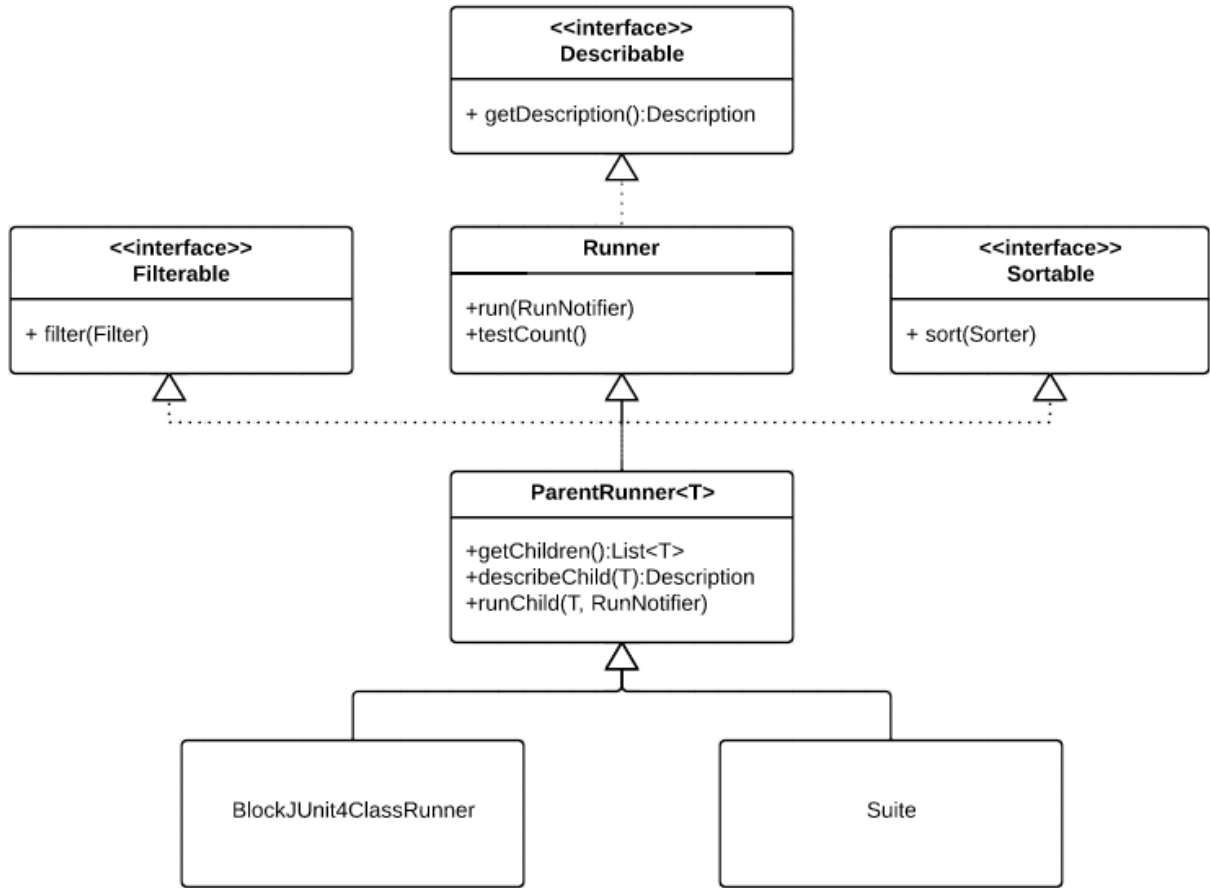 <<interface>>
Describable
+ getDescription():Description
<<interface>>
Filterable
+ filter(Filter)
Runner
+run(RunNotifier)
+testCount()
<<interface>>
Sortable
+ sort(Sorter)
ParentRunner<T>
+getChildren():List<T>
+describeChild(T):Description
+runChild(T, RunNotifier)
BlockJUnit4ClassRunner
Suite